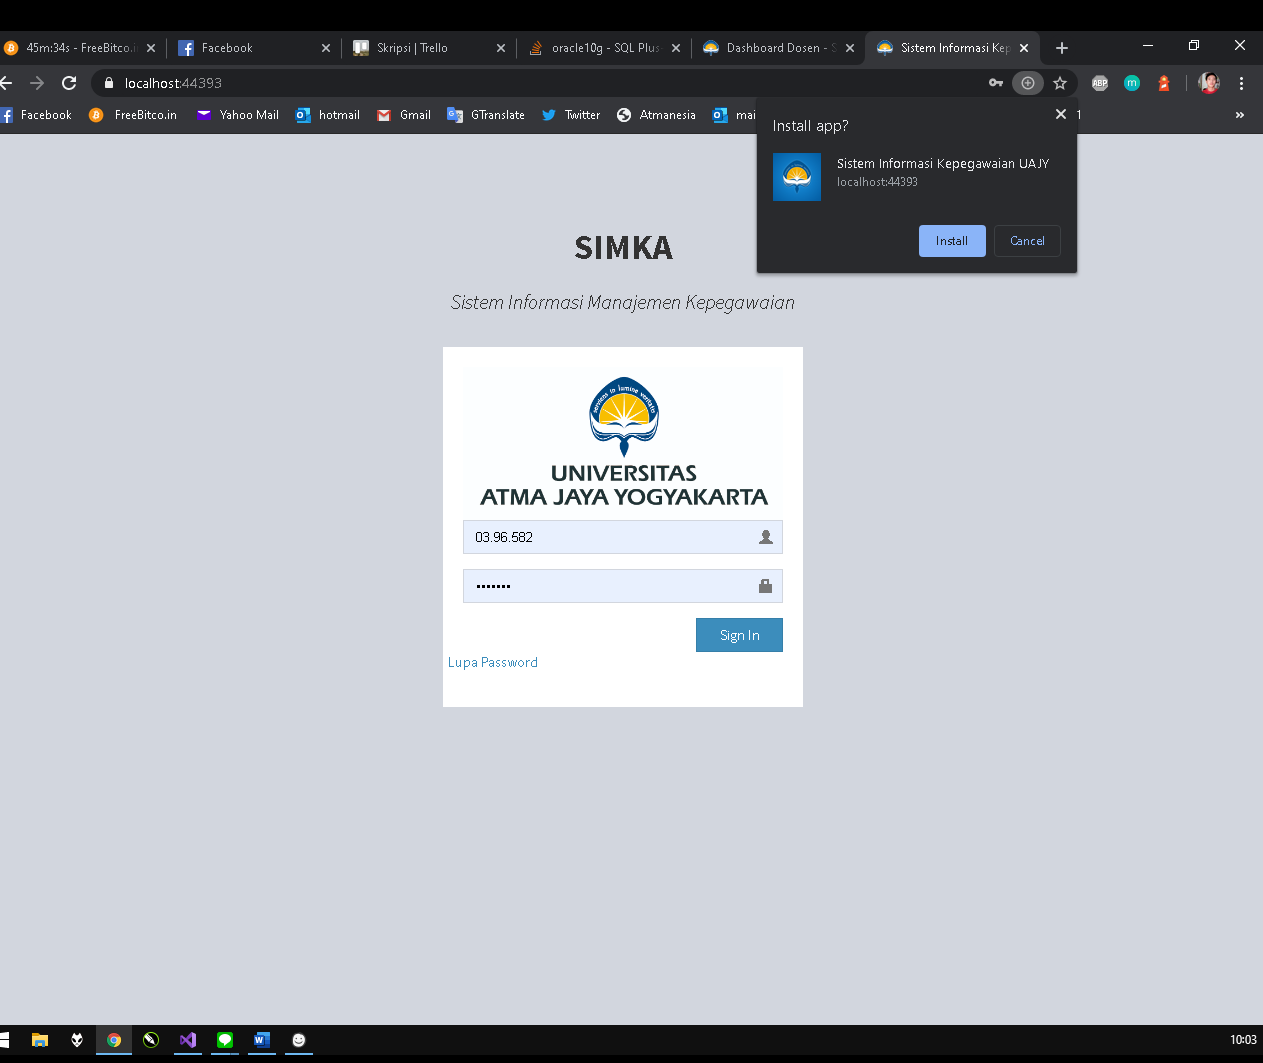 45m:34s - FreeBitco.i
Facebook
Skripsi | Trello
oracle10g - SQL Plus
Dashboard Dosen - S
Sistem Informasi Kep
localhost:44393
ABP
m
Facebook
FreeBitco.in
Yahoo Mail
hotmail
Gmail
GTranslate
Twitter
Atmanesia
mai
1
»
Install app?
Sistem Informasi Kepegawaian UAJY
localhost:44393
Install
Cancel
SIMKA
Sistem Informasi Manajemen Kepegawaian
serviens in lumine veritatis
UNIVERSITAS
ATMA JAYA YOGYAKARTA
03.96.582
•••••••
Sign In
Lupa Password
10:03